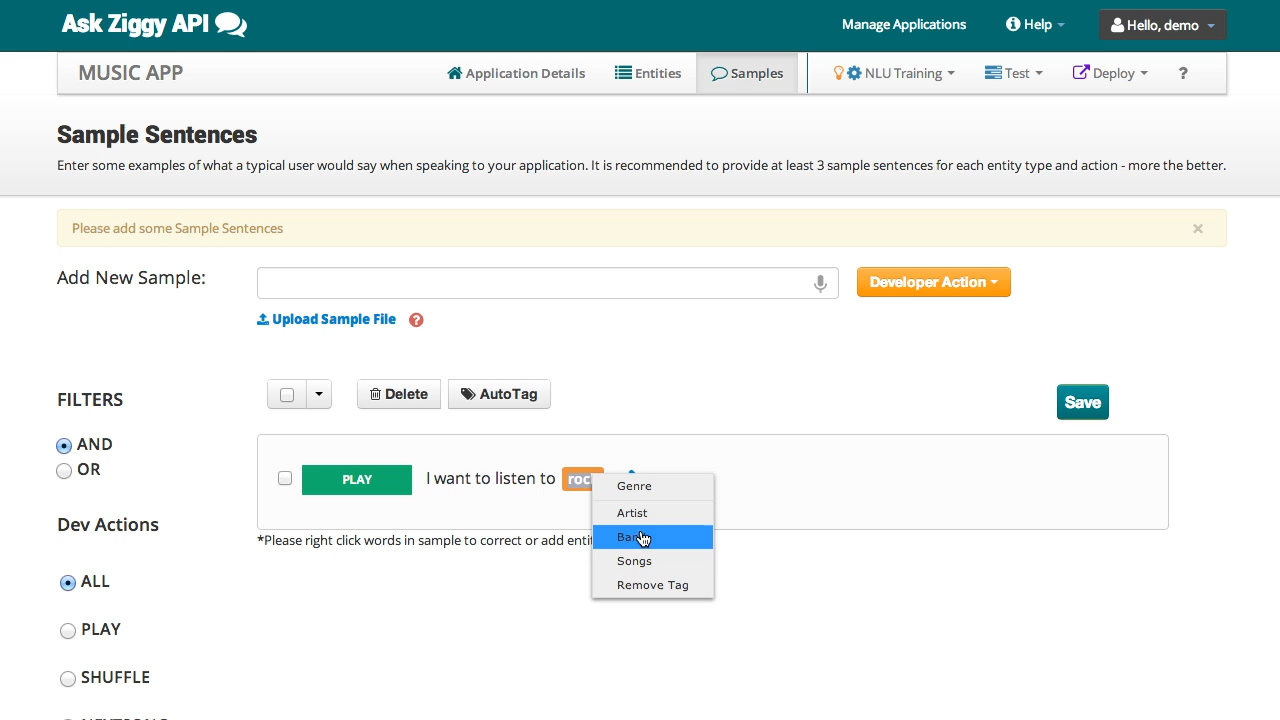 Ask Ziggy API
Manage Applications
Help
Hello, demo
MUSIC APP
Application Details
Entities
Samples
NLU Training
Test
Deploy
?
Sample Sentences
Enter some examples of what a typical user would say when speaking to your application. It is recommended to provide at least 3 sample sentences for each entity type and action - more the better.
Please add some Sample Sentences
×
Add New Sample:
Developer Action
Upload Sample File
?
FILTERS
Delete
AutoTag
Save
AND
OR
PLAY
I want to listen to
Genre
Artist
Songs
Remove Tag
*Please right click words in sample to correct or add
Dev Actions
ALL
PLAY
SHUFFLE